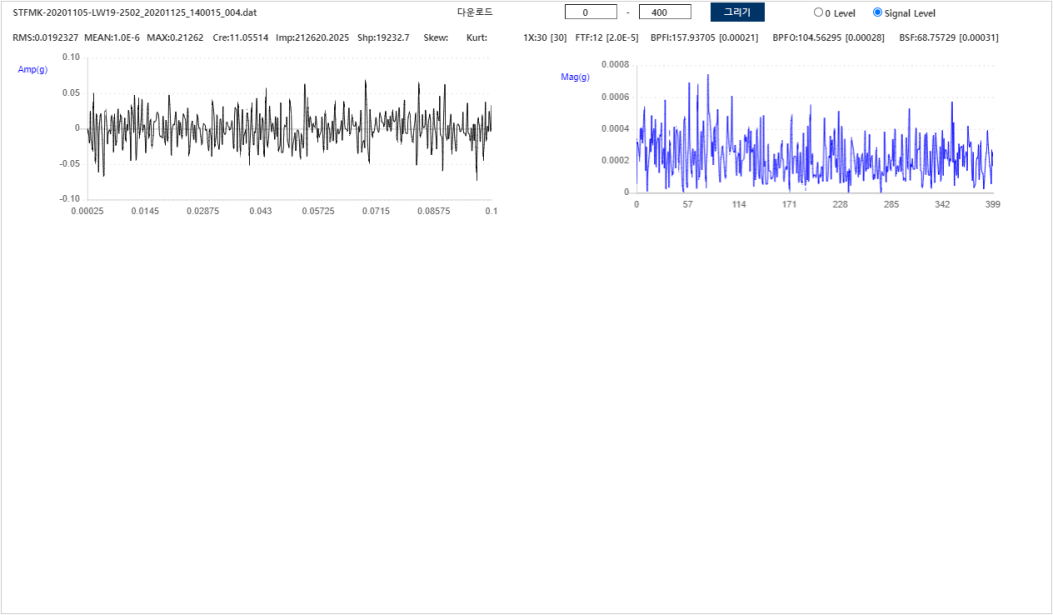 STFMK-20201105-LW19-2502_20201125_140015_004.dat 다운로드 0 - 400 그리기 0 Level Signal Level
RMS:0.0192327 MEAN:1.0E-6 MAX:0.21262 Cre:11.05514 Imp:212620.2025 Shp:19232.7 Skew: Kurt: 1X:30 [30] FTF:12 [2.0E-5] BPFI:157.93705 [0.00021] BPFO:104.56295 [0.00028] BSF:68.75729 [0.00031]
Amp(g)
0.10
0.05
0
-0.05
-0.10
0.00025 0.0145 0.02875 0.043 0.05725 0.0715 0.08575 0.1
Mag(g)
0.0008
0.0006
0.0004
0.0002
0
0 57 114 171 228 285 342 399